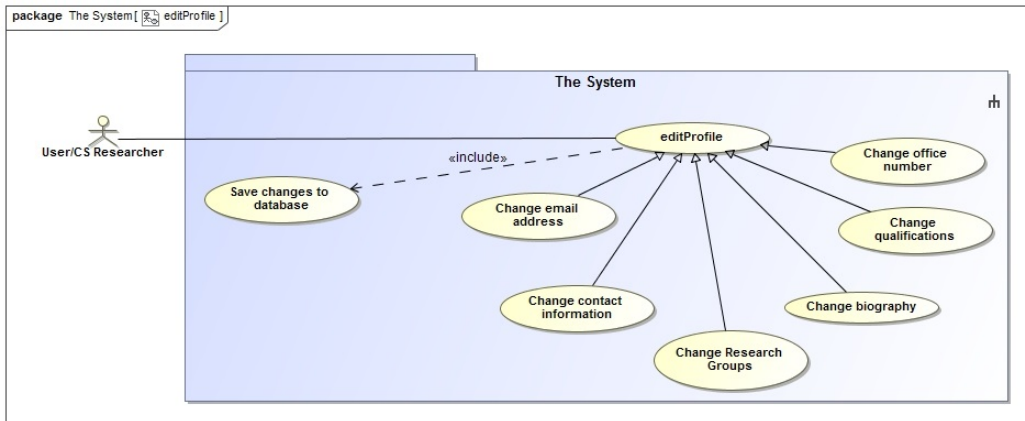 package The System [ editProfile ]
The System
User/CS Researcher
editProfile
«include»
Change office
number
Save changes to
database
Change email
address
Change
qualifications
Change contact
information
Change biography
Change Research
Groups